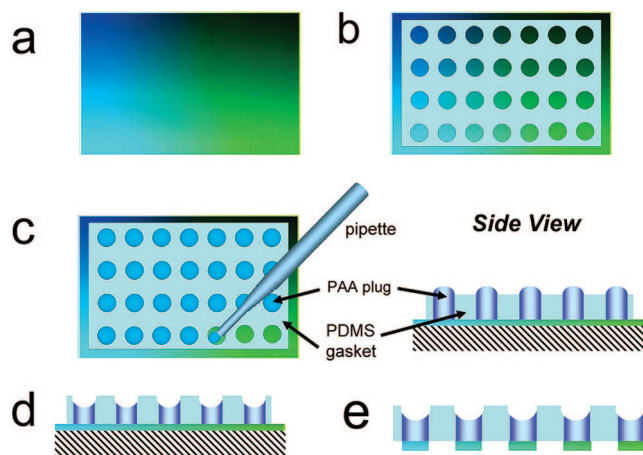 a
b
c
pipette
Side View
PAA plug
PDMS
gasket
d
e